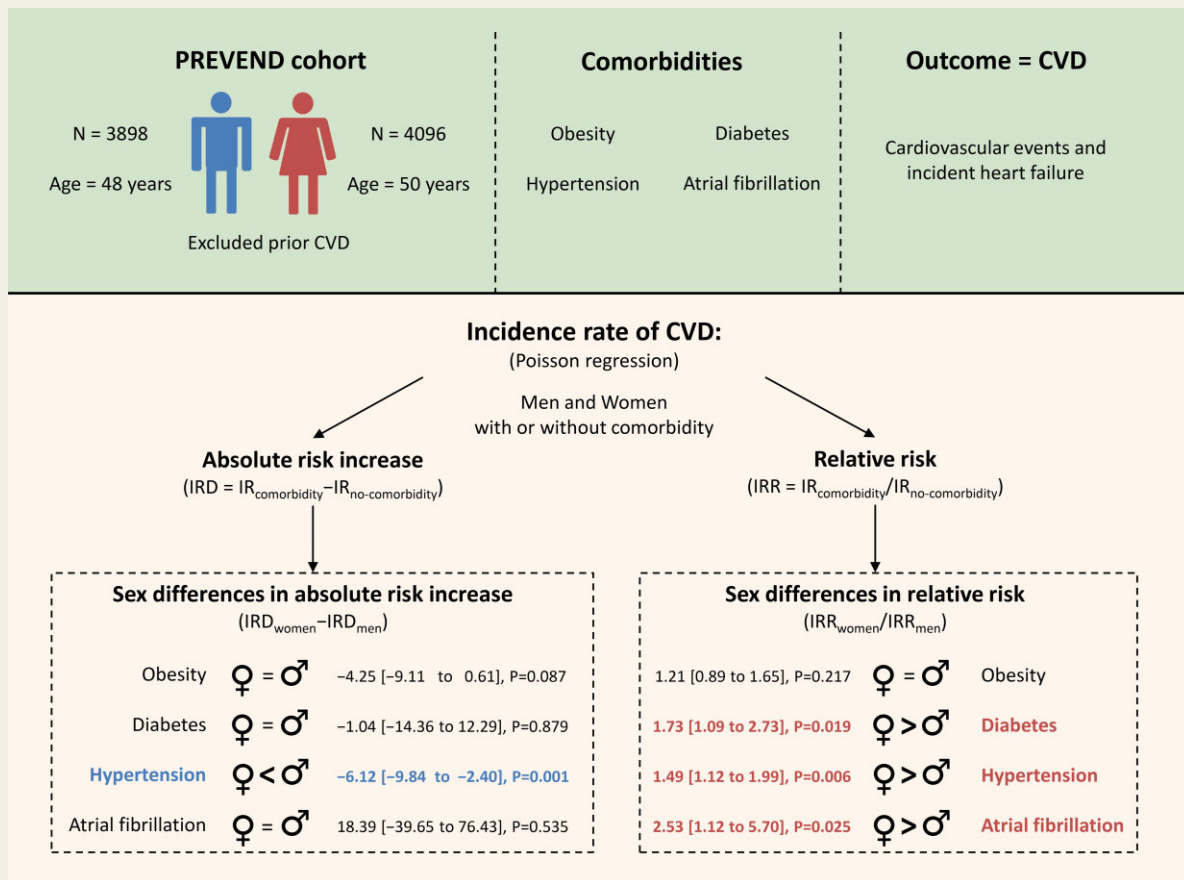 PREVEND cohort
N = 3898
N = 4096
Age = 48 years
Age = 50 years
Excluded prior CVD
Comorbidities
Obesity
Diabetes
Hypertension
Atrial fibrillation
Outcome = CVD
Cardiovascular events and
incident heart failure
Incidence rate of CVD:
(Poisson regression)
Men and Women
with or without comorbidity
Absolute risk increase
(IRD = IRcomorbidity−IRno-comorbidity)
Relative risk
(IRR = IRcomorbidity/IRno-comorbidity)
Sex differences in absolute risk increase
(IRDwomen−IRDmen)
Obesity ♀ = ♂ −4.25 [−9.11 to 0.61], P=0.087
Diabetes ♀ = ♂ −1.04 [−14.36 to 12.29], P=0.879
Hypertension ♀ < ♂ −6.12 [−9.84 to −2.40], P=0.001
Atrial fibrillation ♀ = ♂ 18.39 [−39.65 to 76.43], P=0.535
Sex differences in relative risk
(IRRwomen/IRRmen)
1.21 [0.89 to 1.65], P=0.217 ♀ = ♂ Obesity
1.73 [1.09 to 2.73], P=0.019 ♀ > ♂ Diabetes
1.49 [1.12 to 1.99], P=0.006 ♀ > ♂ Hypertension
2.53 [1.12 to 5.70], P=0.025 ♀ > ♂ Atrial fibrillation